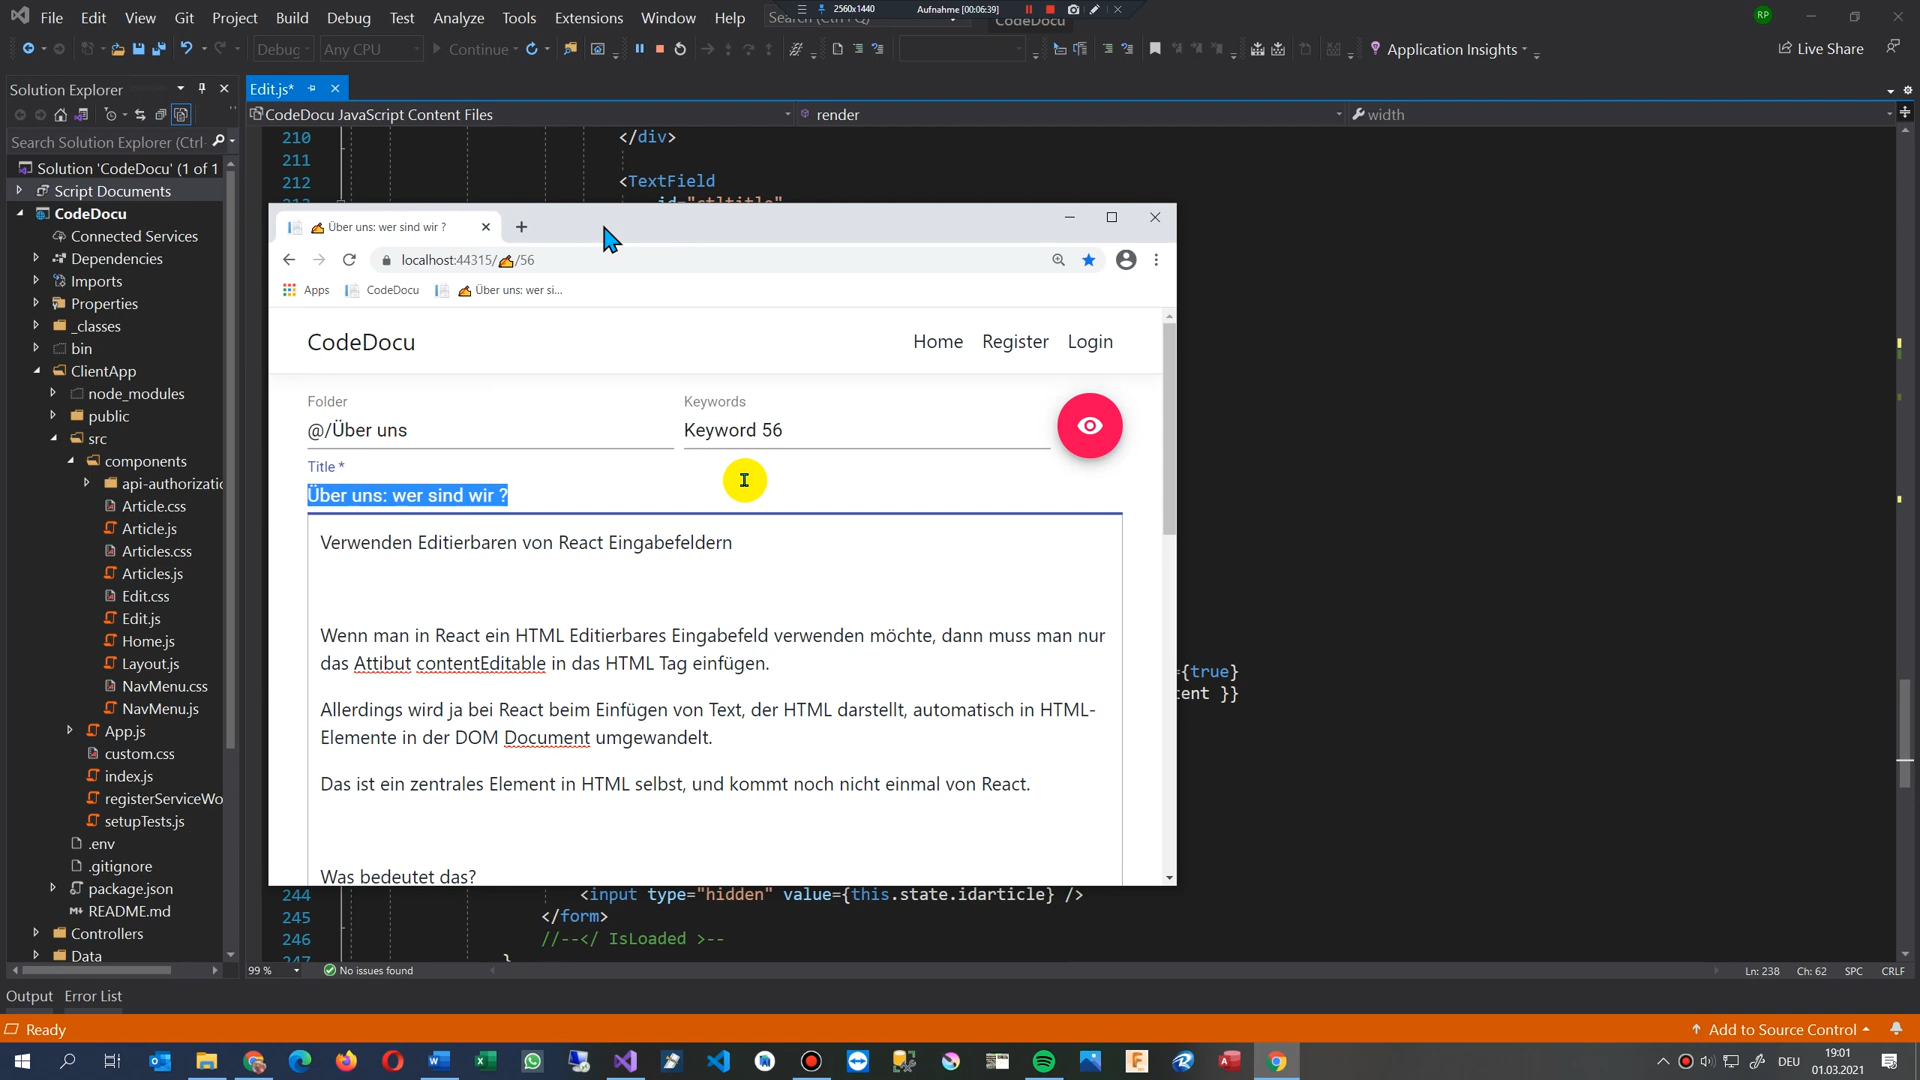 File Edit View Git Project Build Debug Test Analyze Tools Extensions Window Help
2560x1440 Aufnahme [00:06:39]
CodeDocu
RP
Debug Any CPU Continue
Application Insights
Live Share
Solution Explorer
Search Solution Explorer (Ctrl-
Solution 'CodeDocu' (1 of 1
Script Documents
CodeDocu
Connected Services
Dependencies
Imports
Properties
_classes
bin
ClientApp
node_modules
public
src
components
api-authorizatio
Article.css
Article.js
Articles.css
Articles.js
Edit.css
Edit.js
Home.js
Layout.js
NavMenu.css
NavMenu.js
App.js
custom.css
index.js
registerServiceWo
setupTests.js
.env
.gitignore
package.json
README.md
Controllers
Data
Edit.js*
CodeDocu JavaScript Content Files
render
width
210 </div>
211
212 <TextField
Über uns: wer sind wir ?
localhost:44315/✍/56
Apps CodeDocu Über uns: wer si...
CodeDocu
Home Register Login
Folder
@/Über uns
Keywords
Keyword 56
Title *
Über uns: wer sind wir ?
Verwenden Editierbaren von React Eingabefeldern
Wenn man in React ein HTML Editierbares Eingabefeld verwenden möchte, dann muss man nur
das Attibut contentEditable in das HTML Tag einfügen.
Allerdings wird ja bei React beim Einfügen von Text, der HTML darstellt, automatisch in HTML-
Elemente in der DOM Document umgewandelt.
Das ist ein zentrales Element in HTML selbst, und kommt noch nicht einmal von React.
Was bedeutet das?
={true}
tent }}
244 <input type="hidden" value={this.state.idarticle} />
245 </form>
246 //--</ IsLoaded >--
247 }
99 % No issues found
Ln: 238 Ch: 62 SPC CRLF
Output Error List
Ready
Add to Source Control
DEU
19:01
01.03.2021